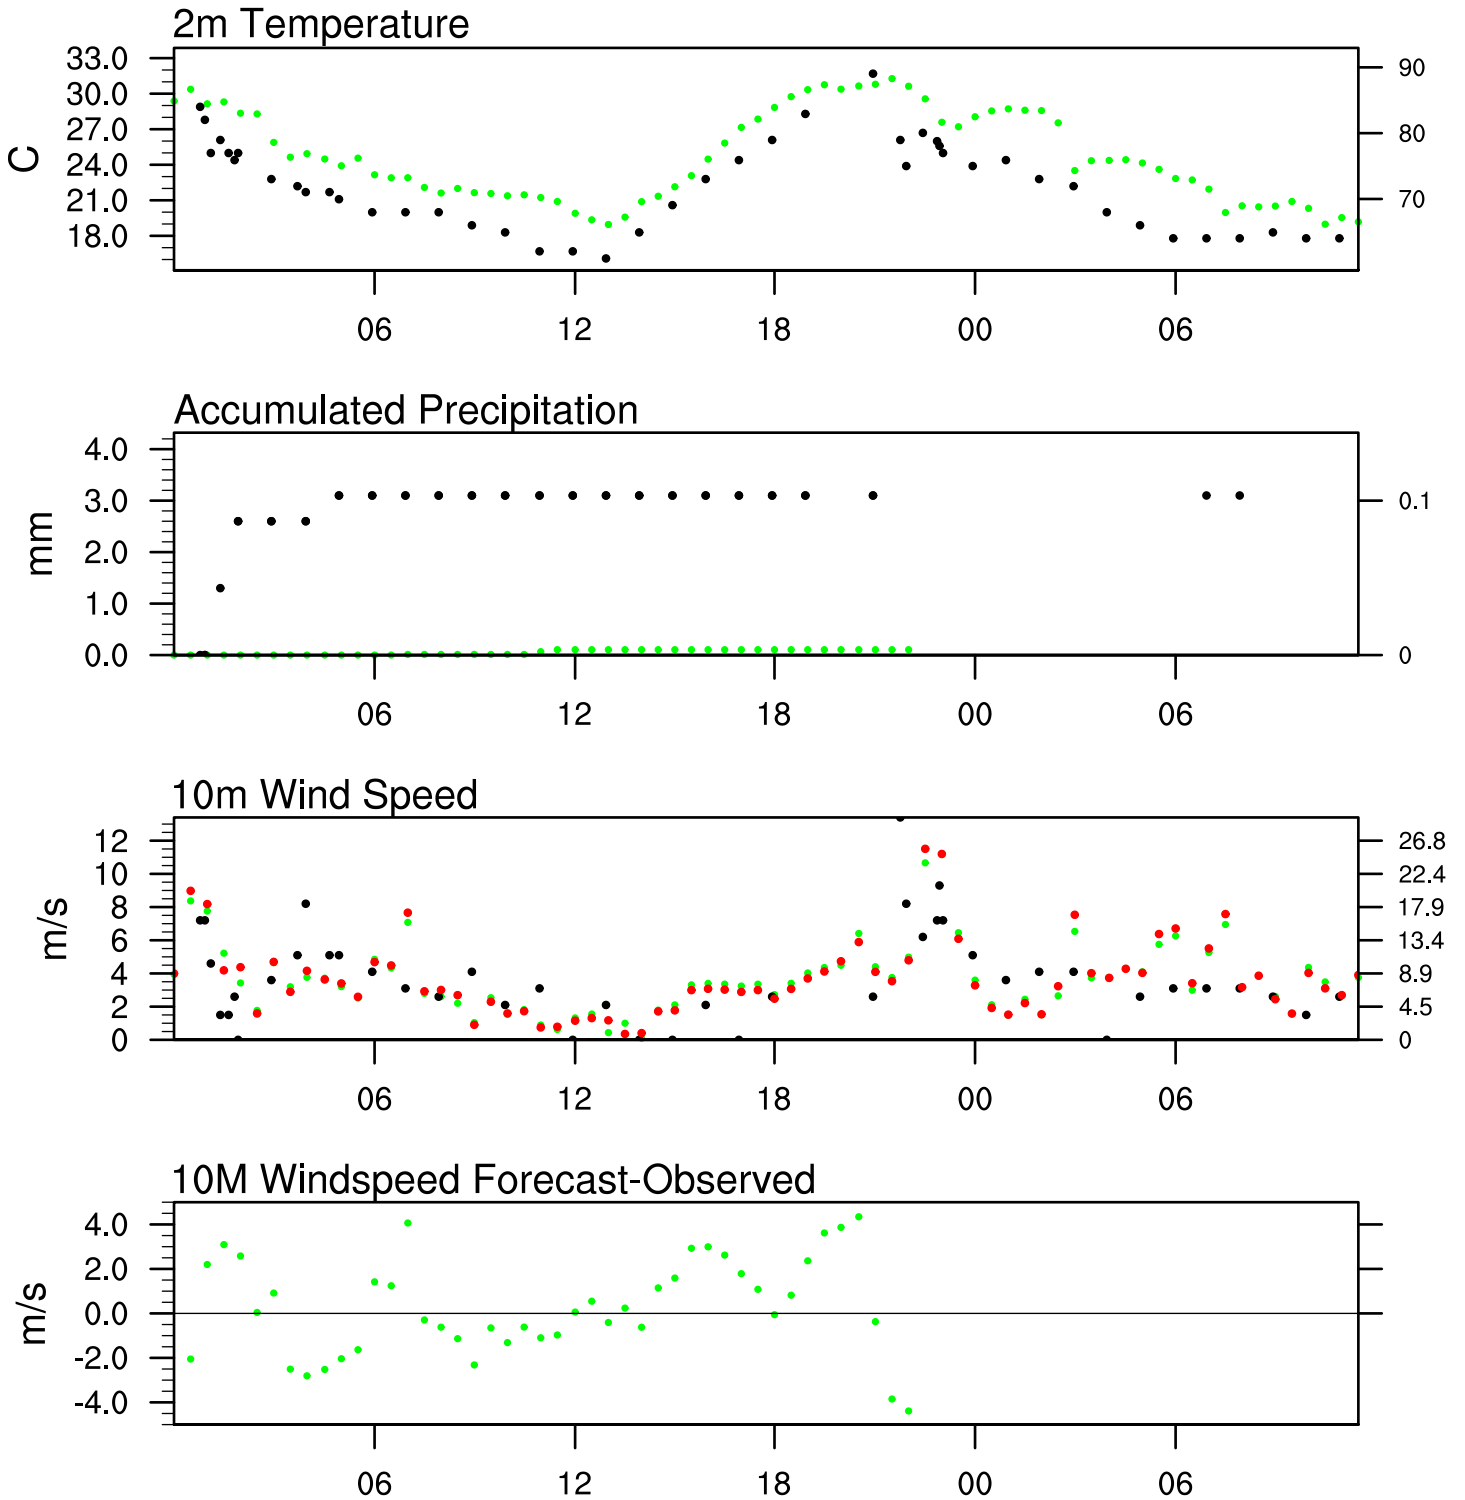 2m Temperature
33.0
30.0
27.0
24.0
21.0
18.0
C
90
80
70
06 12 18 00 06
Accumulated Precipitation
4.0
3.0
2.0
1.0
0.0
mm
0.1
0
06 12 18 00 06
10m Wind Speed
12
10
8
6
4
2
0
m/s
26.8
22.4
17.9
13.4
8.9
4.5
0
06 12 18 00 06
10M Windspeed Forecast-Observed
4.0
2.0
0.0
-2.0
-4.0
m/s
06 12 18 00 06